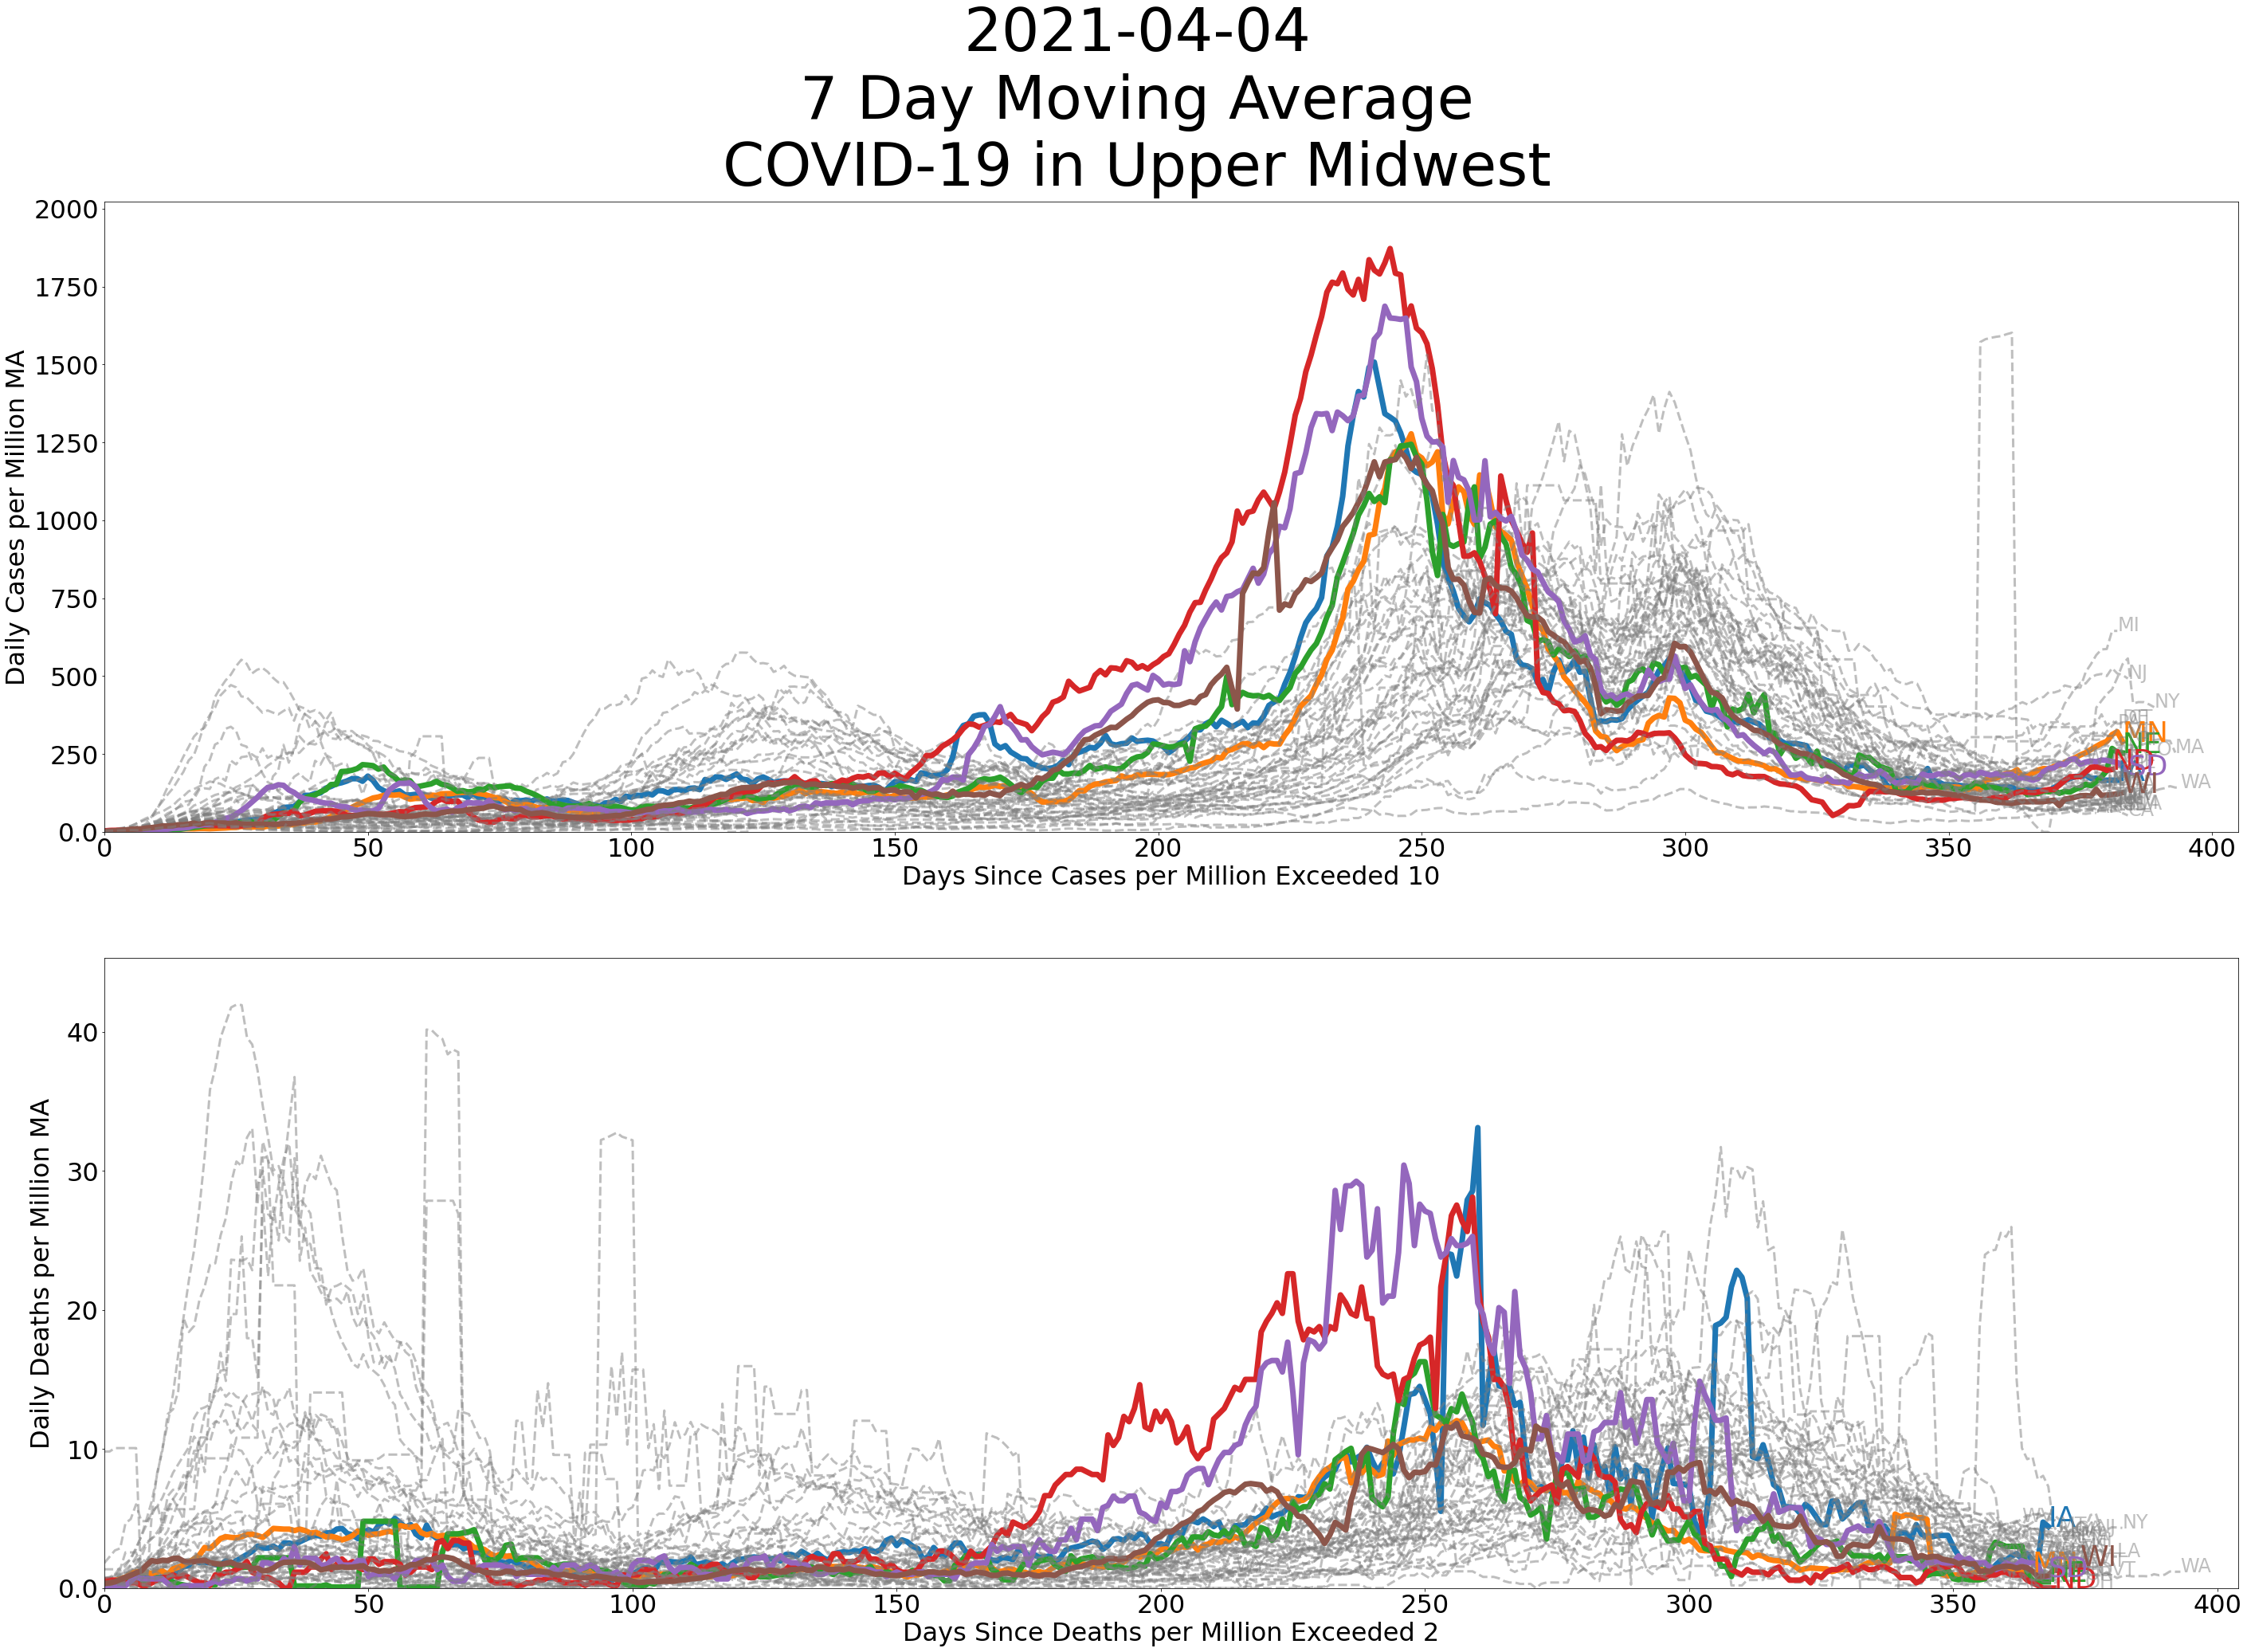 2021-04-04
7 Day Moving Average
COVID-19 in Upper Midwest
Daily Cases per Million MA
2000
1750
1500
1250
1000
750
500
250
0.0
MI
NJ
NY
MN
NE
MA
ND
WI
WA
CA
0
50
100
150
200
250
300
350
400
Days Since Cases per Million Exceeded 10
Daily Deaths per Million MA
40
30
20
10
0.0
IA
NY
WI
LA
VT
WA
ND
0
50
100
150
200
250
300
350
400
Days Since Deaths per Million Exceeded 2